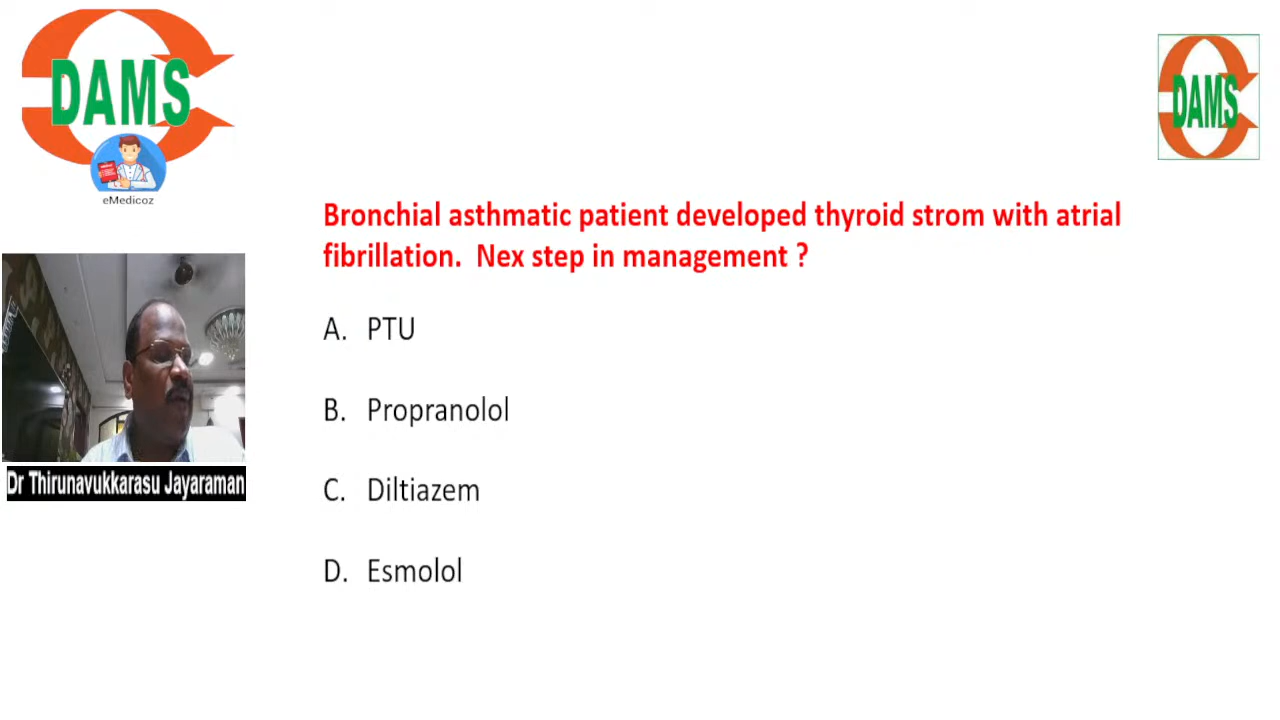 DAMS
eMedicoz
DAMS
Bronchial asthmatic patient developed thyroid strom with atrial
fibrillation. Nex step in management ?
A. PTU
B. Propranolol
C. Diltiazem
D. Esmolol
Dr Thirunavukkarasu Jayaraman